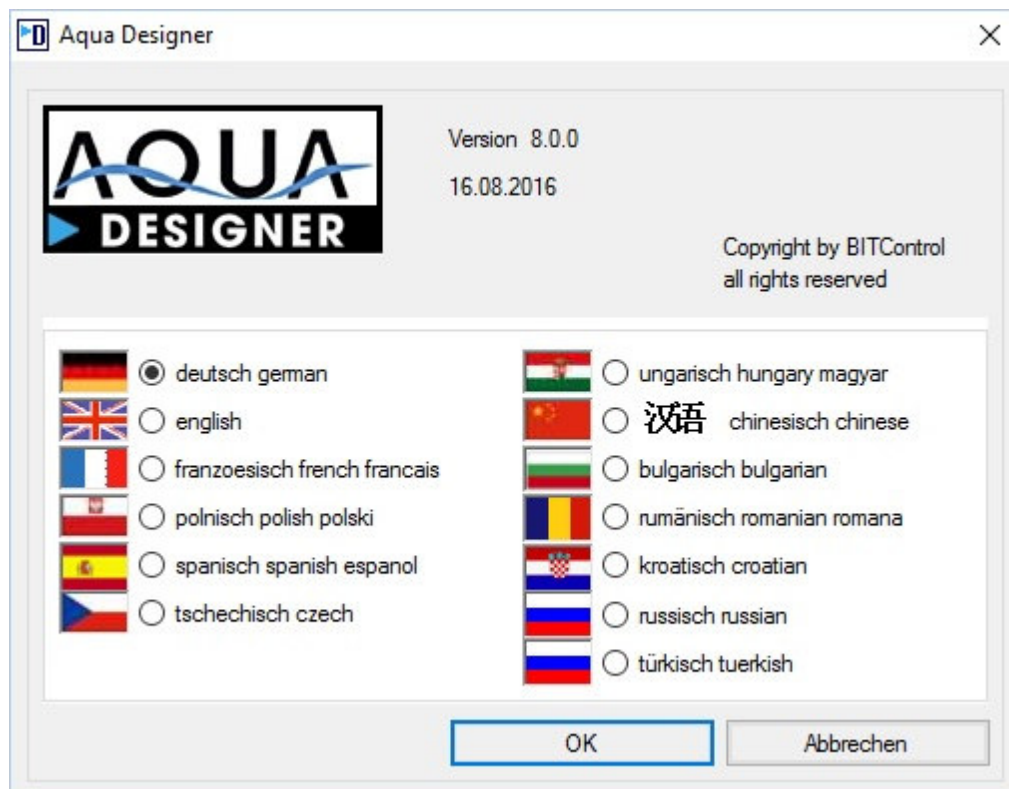 Aqua Designer
AQUA
DESIGNER
Version 8.0.0
16.08.2016
Copyright by BITControl
all rights reserved
deutsch german
english
franzoesisch french francais
polnisch polish polski
spanisch spanish espanol
tschechisch czech
ungarisch hungary magyar
汉语 chinesisch chinese
bulgarisch bulgarian
rumänisch romanian romana
kroatisch croatian
russisch russian
türkisch tuerkish
OK
Abbrechen